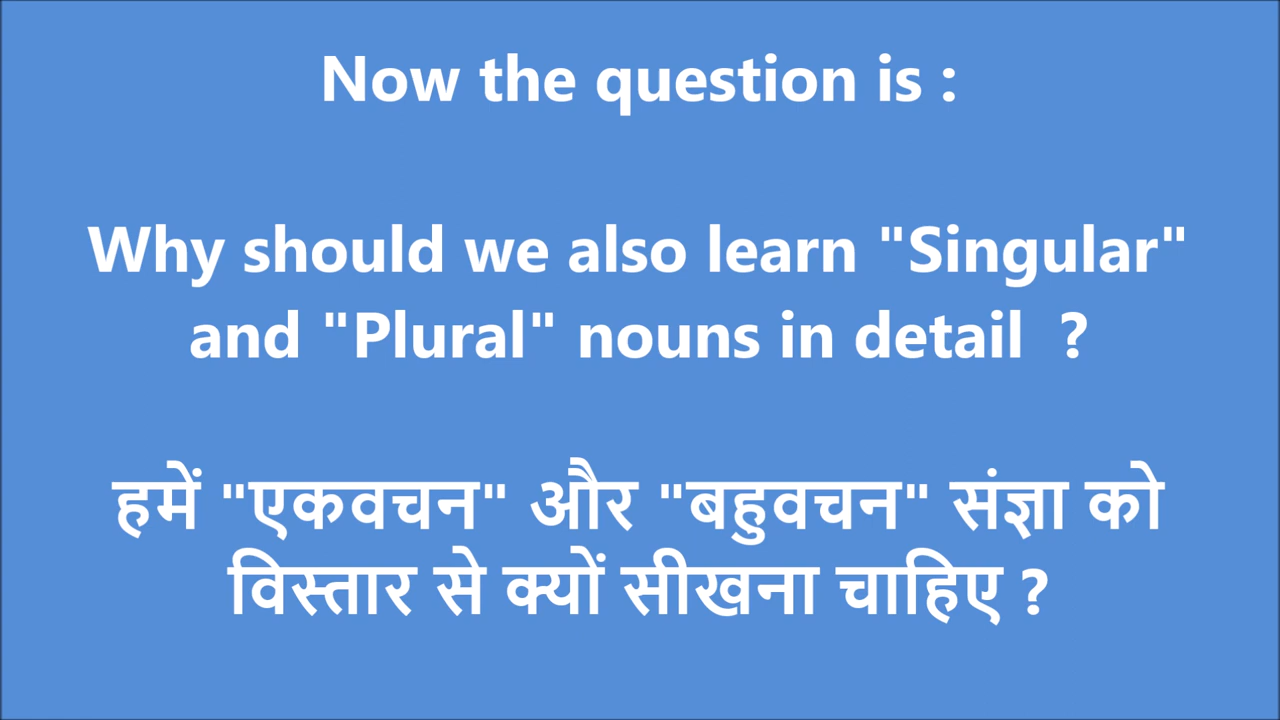 Now the question is :
Why should we also learn "Singular"
and "Plural" nouns in detail ?
हमें "एकवचन" और "बहुवचन" संज्ञा को
विस्तार से क्यों सीखना चाहिए ?